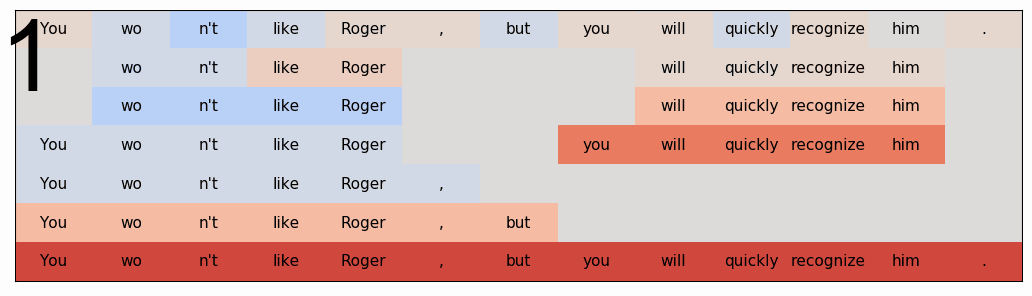 1
You wo n't like Roger , but you will quickly recognize him .
wo n't like Roger will quickly recognize him
wo n't like Roger will quickly recognize him
You wo n't like Roger you will quickly recognize him
You wo n't like Roger ,
You wo n't like Roger , but
You wo n't like Roger , but you will quickly recognize him .